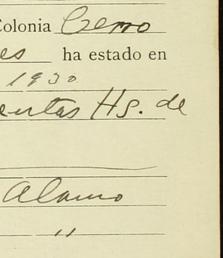 Colonia Cerro
es ha estado en
1930
entas Hs. de
Alamo
"